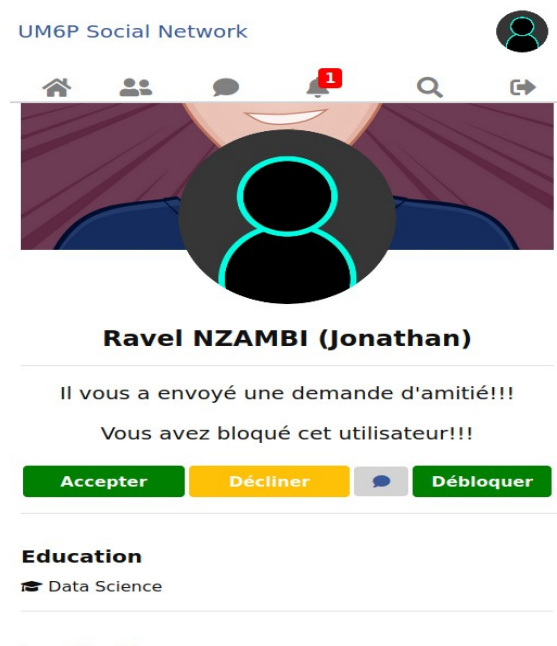 UM6P Social Network
1
Ravel NZAMBI (Jonathan)
Il vous a envoyé une demande d'amitié!!!
Vous avez bloqué cet utilisateur!!!
Accepter Décliner Débloquer
Education
Data Science